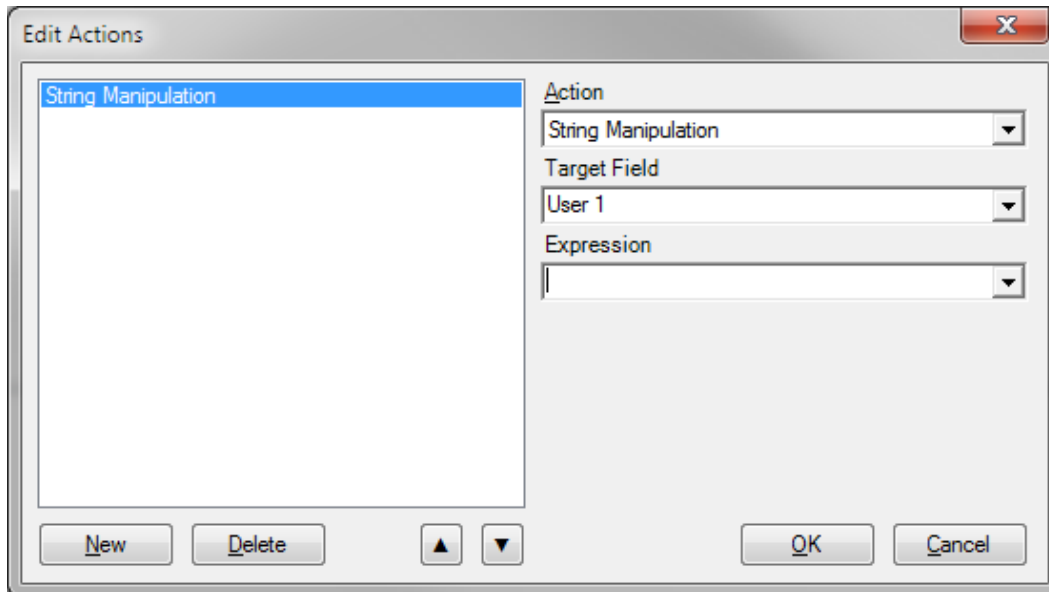 Edit Actions
String Manipulation
Action
String Manipulation
Target Field
User 1
Expression
New
Delete
OK
Cancel